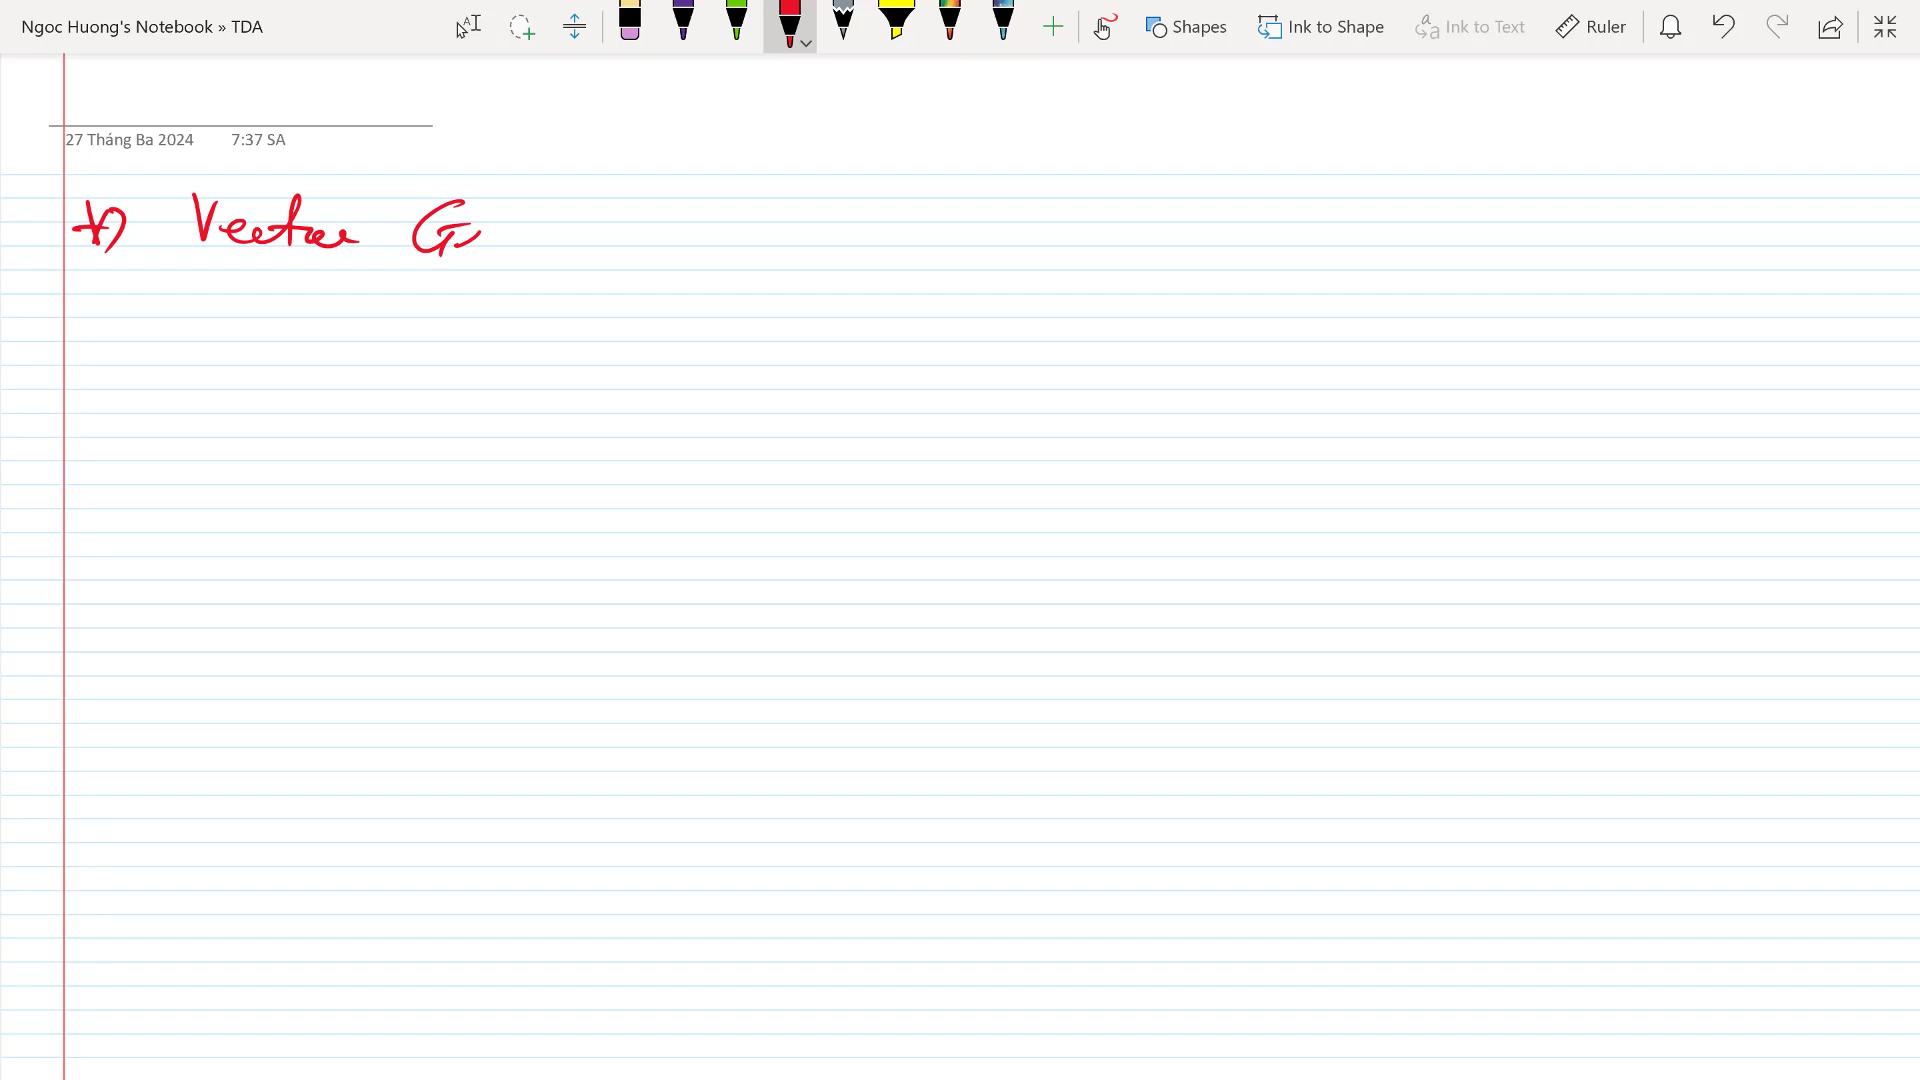 Ngoc Huong's Notebook » TDA
Shapes
Ink to Shape
Ink to Text
Ruler
27 Tháng Ba 2024 7:37 SA
*) Vector G